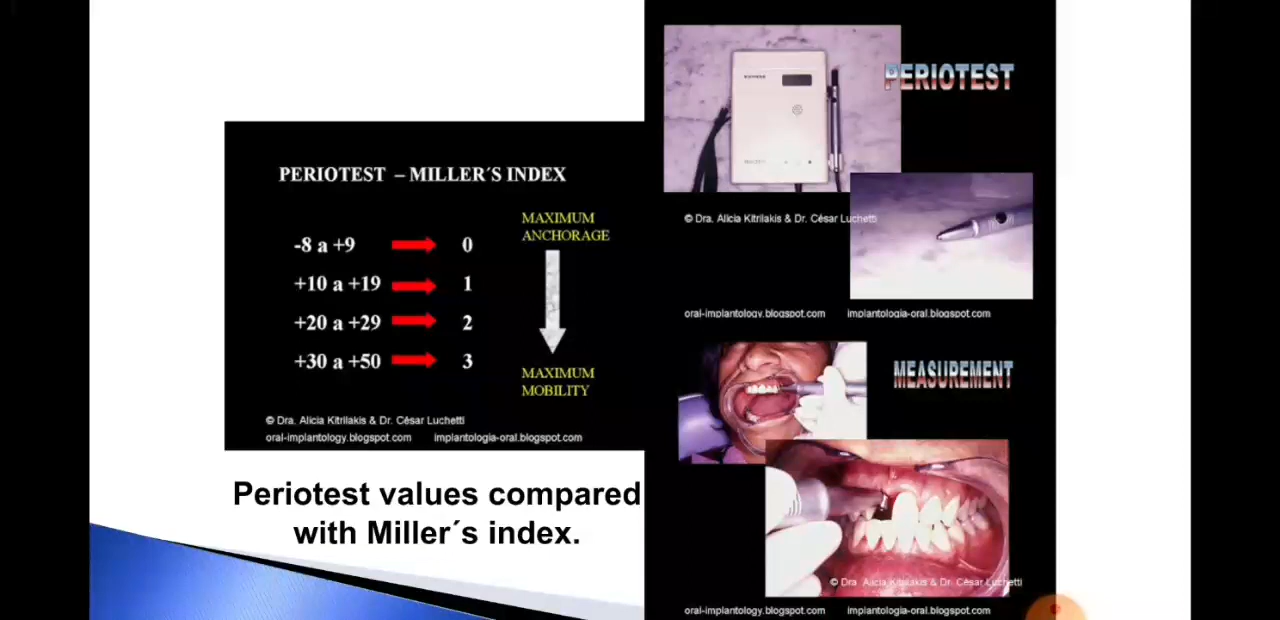 PERIOTEST – MILLER´S INDEX
MAXIMUM
ANCHORAGE
-8 a +9 0
+10 a +19 1
+20 a +29 2
+30 a +50 3
MAXIMUM
MOBILITY
© Dra. Alicia Kitrilakis & Dr. César Luchetti
oral-implantology.blogspot.com implantologia-oral.blogspot.com
Periotest values compared
with Miller´s index.
PERIOTEST
SIEMENS
© Dra. Alicia Kitrilakis & Dr. César Luchetti
oral-implantology.blogspot.com implantologia-oral.blogspot.com
MEASUREMENT
© Dra. Alicia Kitrilakis & Dr. César Luchetti
oral-implantology.blogspot.com implantologia-oral.blogspot.com